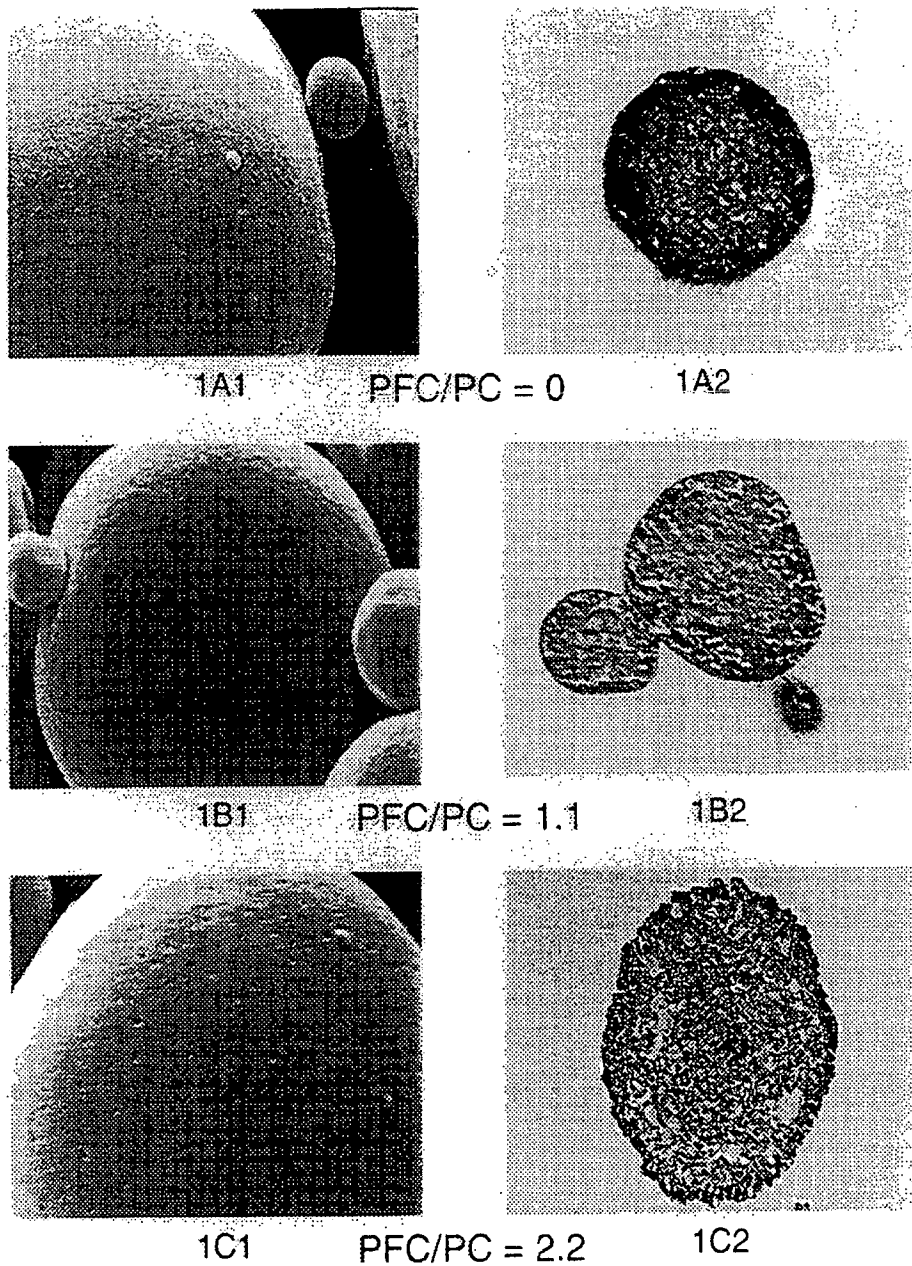 1A1 PFC/PC = 0 1A2
1B1 PFC/PC = 1.1 1B2
1C1 PFC/PC = 2.2 1C2